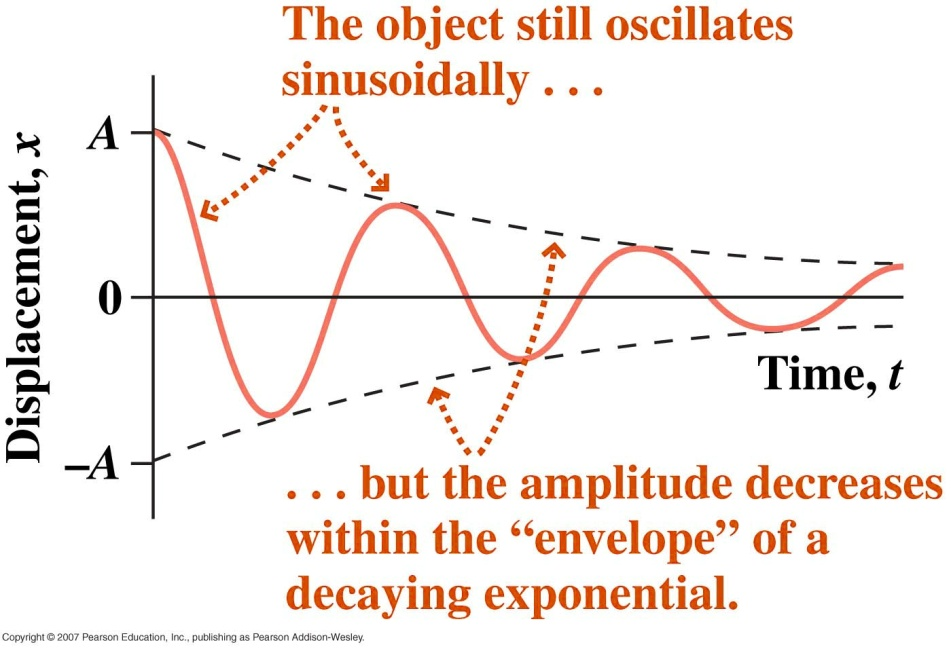 The object still oscillates
sinusoidally . . .
A
Displacement, x
0
Time, t
–A
. . . but the amplitude decreases
within the “envelope” of a
decaying exponential.
Copyright © 2007 Pearson Education, Inc., publishing as Pearson Addison-Wesley.